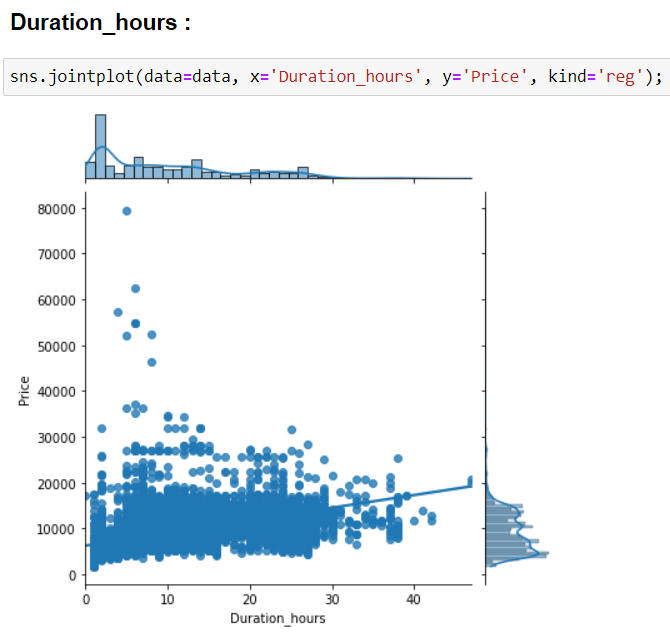 Duration_hours :
sns.jointplot(data=data, x='Duration_hours', y='Price', kind='reg');
80000
70000
60000
50000
40000
30000
20000
10000
0
Price
0 10 20 30 40
Duration_hours